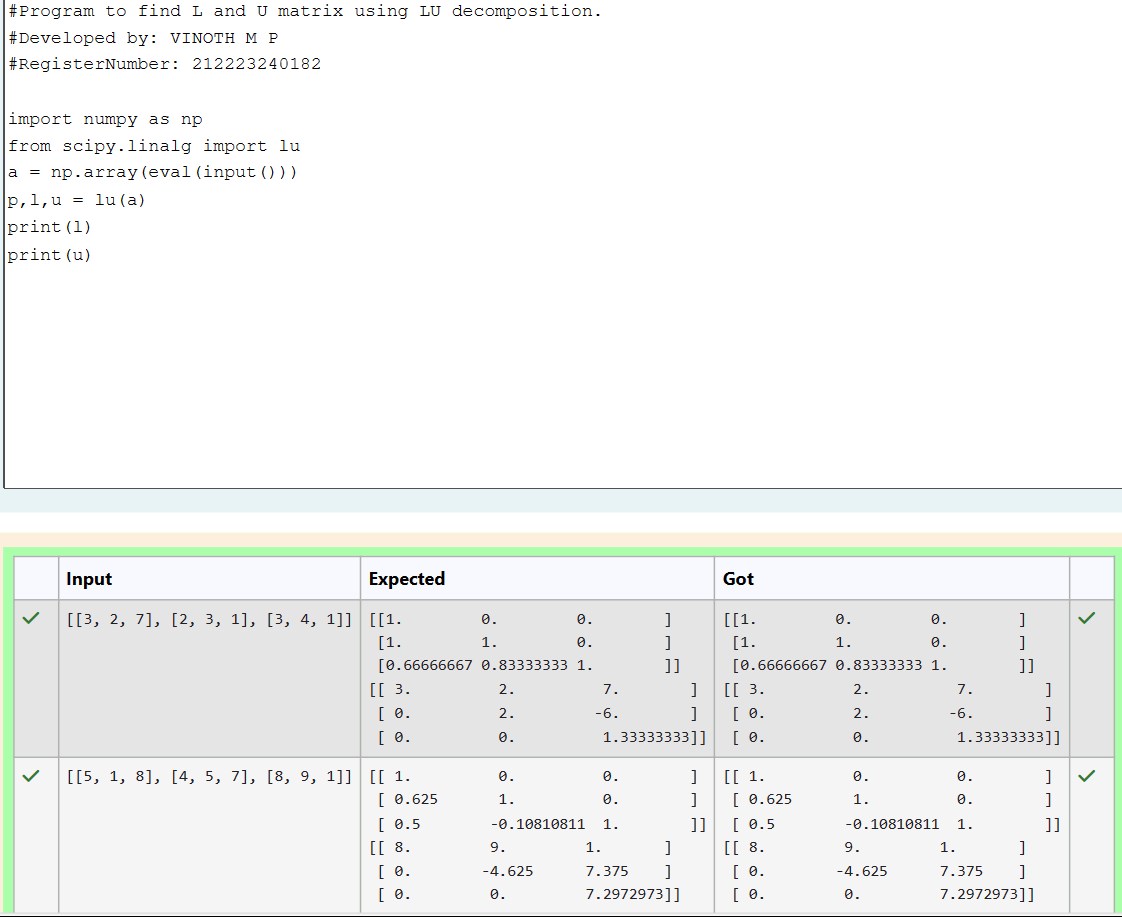 #Program to find L and U matrix using LU decomposition.
#Developed by: VINOTH M P
#RegisterNumber: 212223240182
import numpy as np
from scipy.linalg import lu
a = np.array(eval(input()))
p,l,u = lu(a)
print(l)
print(u)
Input Expected Got
[[3, 2, 7], [2, 3, 1], [3, 4, 1]] [[1. 0. 0. ] [[1. 0. 0. ]
[1. 1. 0. ] [1. 1. 0. ]
[0.66666667 0.83333333 1. ]] [0.66666667 0.83333333 1. ]]
[[ 3. 2. 7. ] [[ 3. 2. 7. ]
[ 0. 2. -6. ] [ 0. 2. -6. ]
[ 0. 0. 1.33333333]] [ 0. 0. 1.33333333]]
[[5, 1, 8], [4, 5, 7], [8, 9, 1]] [[ 1. 0. 0. ] [[ 1. 0. 0. ]
[ 0.625 1. 0. ] [ 0.625 1. 0. ]
[ 0.5 -0.10810811 1. ]] [ 0.5 -0.10810811 1. ]]
[[ 8. 9. 1. ] [[ 8. 9. 1. ]
[ 0. -4.625 7.375 ] [ 0. -4.625 7.375 ]
[ 0. 0. 7.2972973]] [ 0. 0. 7.2972973]]